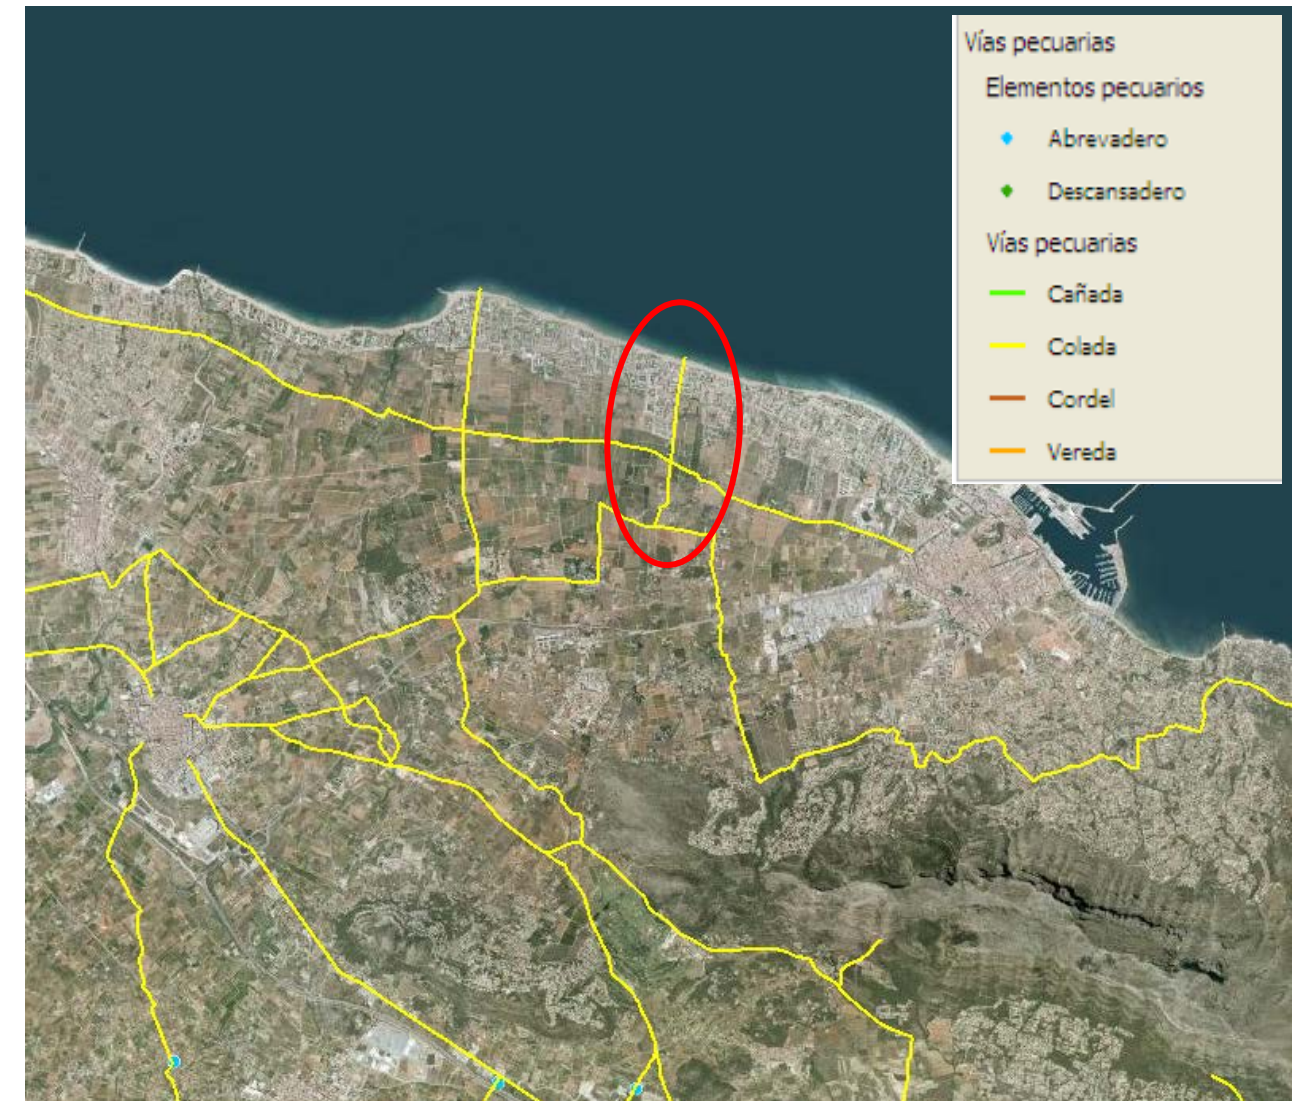 Vías pecuarias
Elementos pecuarios
Abrevadero
Descansadero
Vías pecuarias
Cañada
Colada
Cordel
Vereda